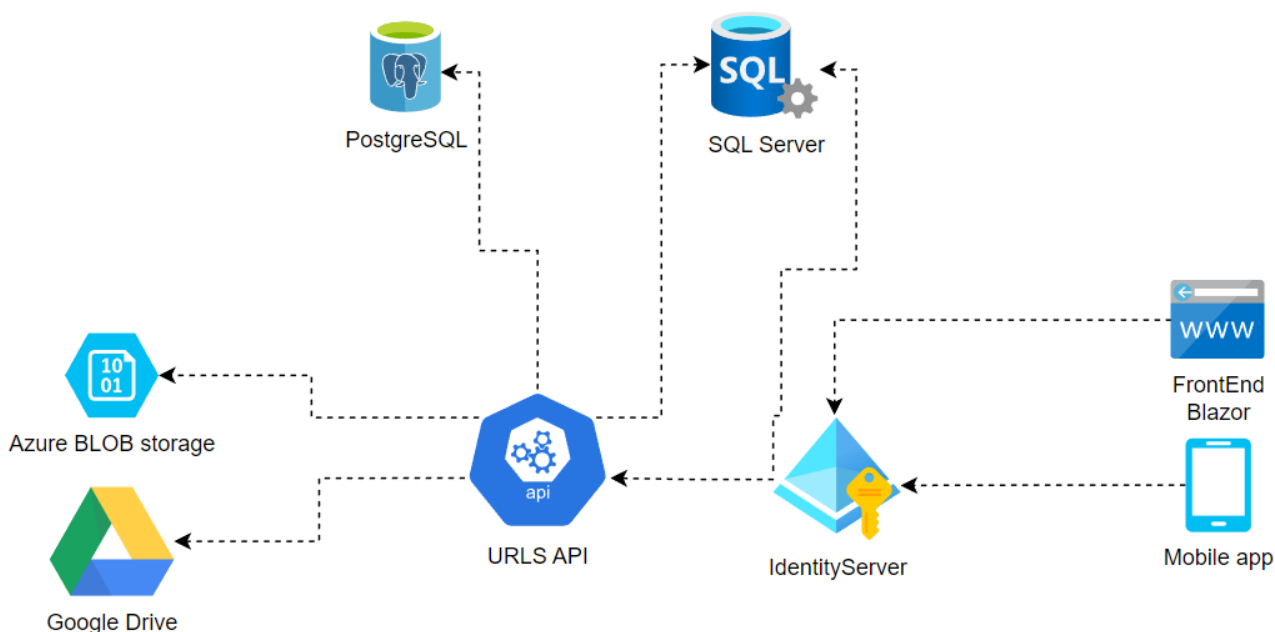 SQL
PostgreSQL
SQL Server
WWW
FrontEnd
Blazor
10
01
Azure BLOB storage
api
URLS API
IdentityServer
Mobile app
Google Drive